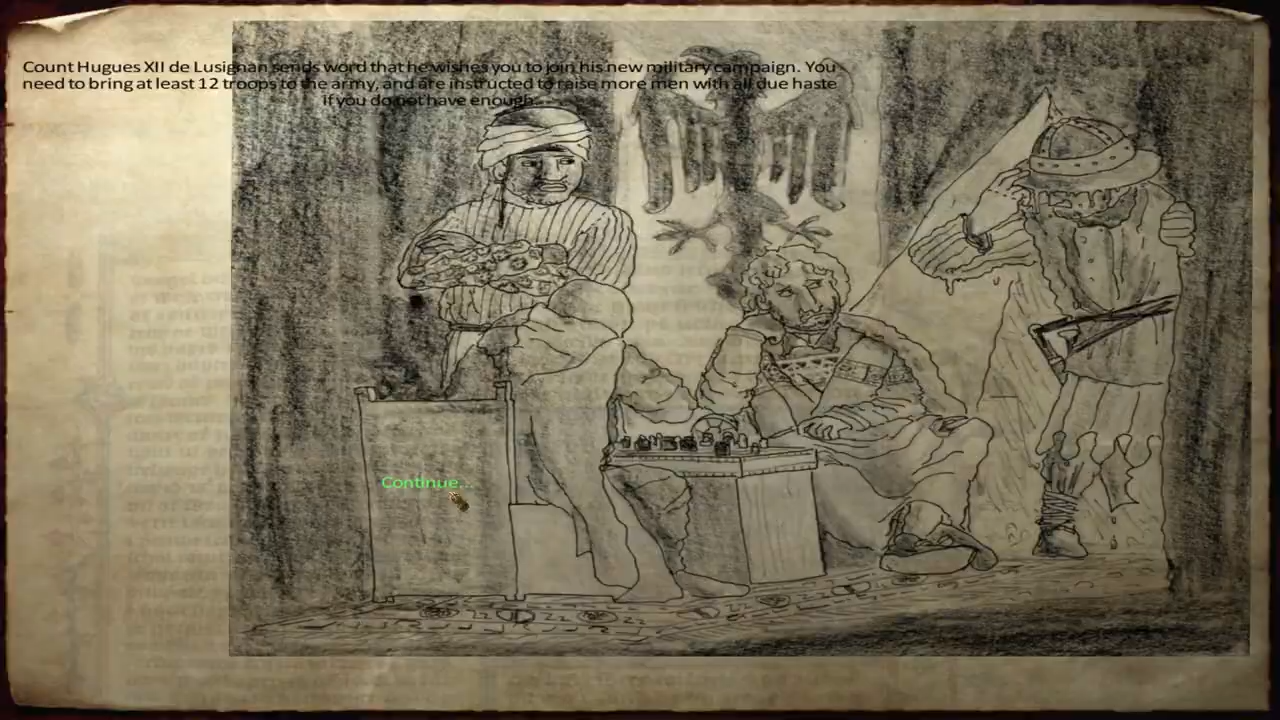 Count Hugues XII de Lusignan sends word that he wishes you to join his new military campaign. You
need to bring at least 12 troops to the army, and are instructed to raise more men with all due haste
if you do not have enough.
Continue...